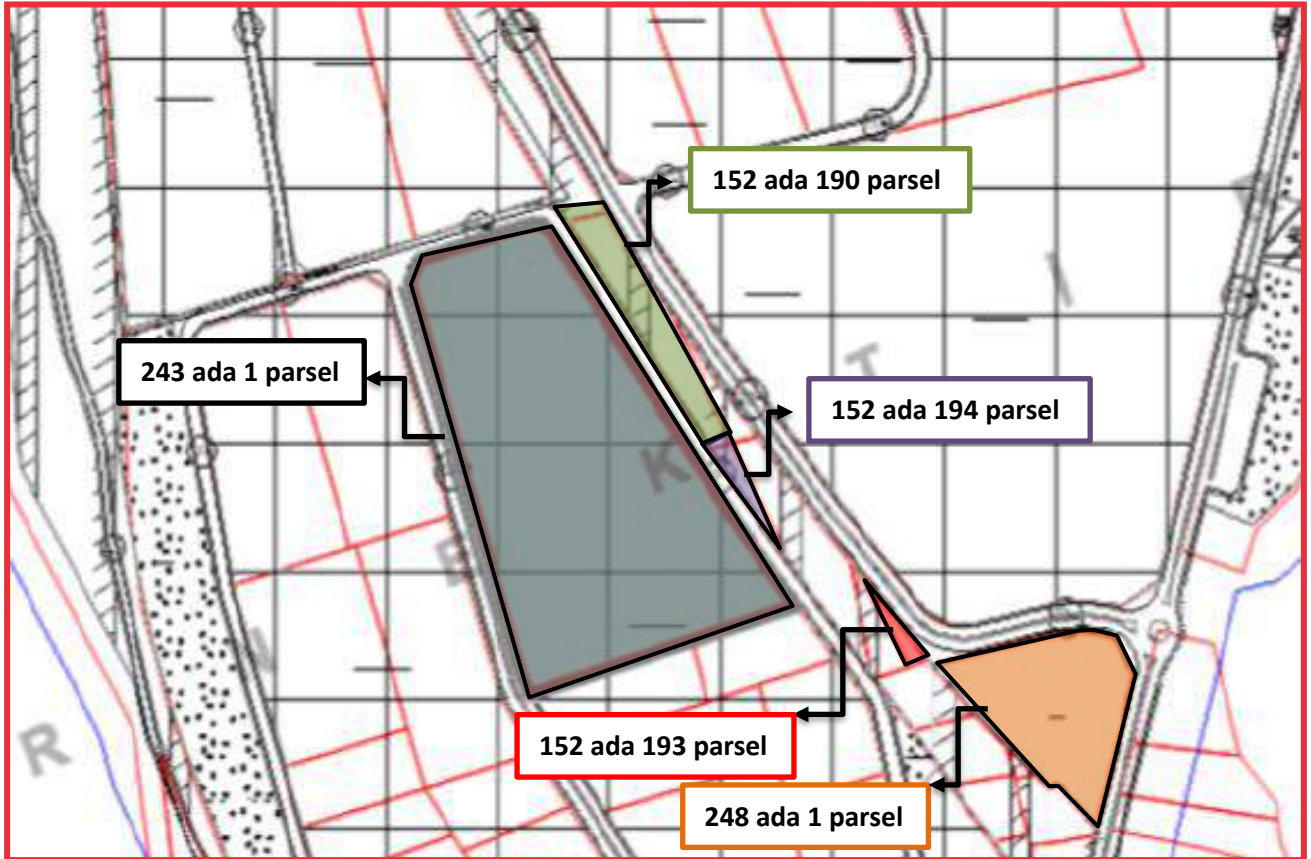 152 ada 190 parsel
243 ada 1 parsel
T
152 ada 194 parsel
K
R
152 ada 193 parsel
248 ada 1 parsel